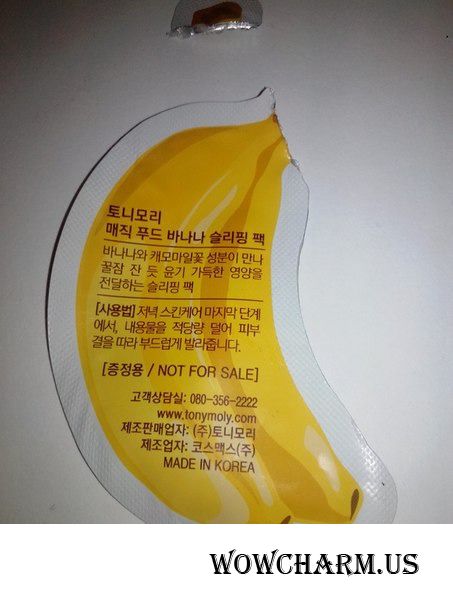 토니모리
매직 푸드 바나나 슬리핑 팩
바나나와 캐모마일꽃 성분이 만나
꿀잠 잔 듯 윤기 가득한 영양을
전달하는 슬리핑 팩
[사용법] 저녁 스킨케어 마지막 단계
에서, 내용물을 적당량 덜어 피부
결을 따라 부드럽게 발라줍니다.
[증정용 / NOT FOR SALE]
고객상담실: 080-356-2222
www.tonymoly.com
제조판매업자: (주)토니모리
제조업자: 코스맥스(주)
MADE IN KOREA
WOWCHARM.US